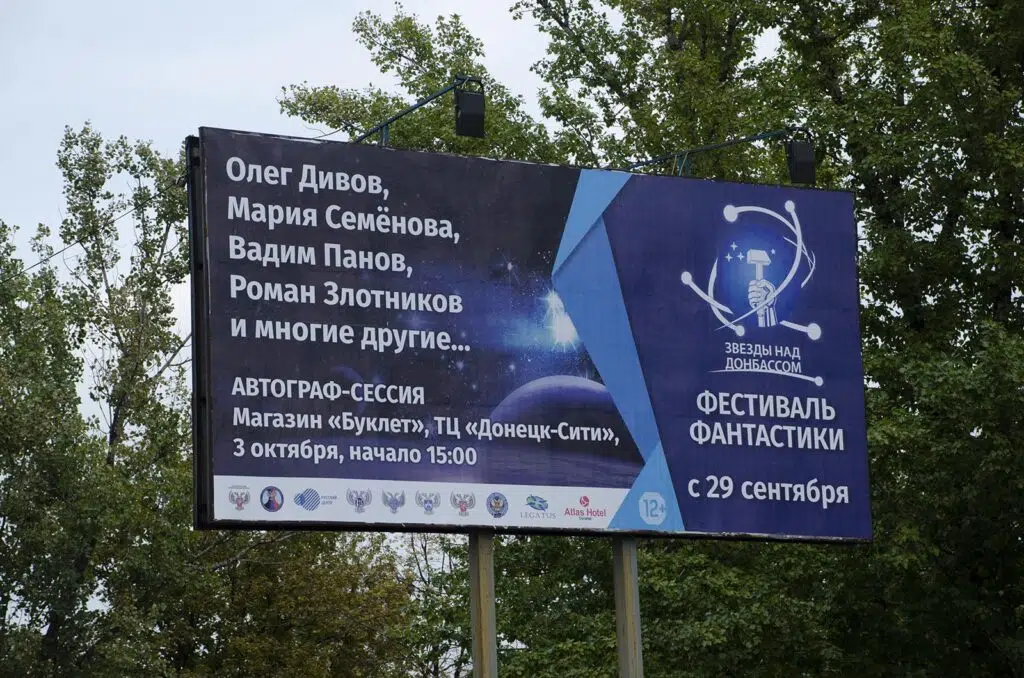 Олег Дивов,
Мария Семёнова,
Вадим Панов,
Роман Злотников
и многие другие...
АВТОГРАФ-СЕССИЯ
Магазин «Буклет», ТЦ «Донецк-Сити»,
3 октября, начало 15:00
LEGATUS
Atlas Hotel
12+
ЗВЕЗДЫ НАД
ДОНБАССОМ
ФЕСТИВАЛЬ
ФАНТАСТИКИ
с 29 сентября